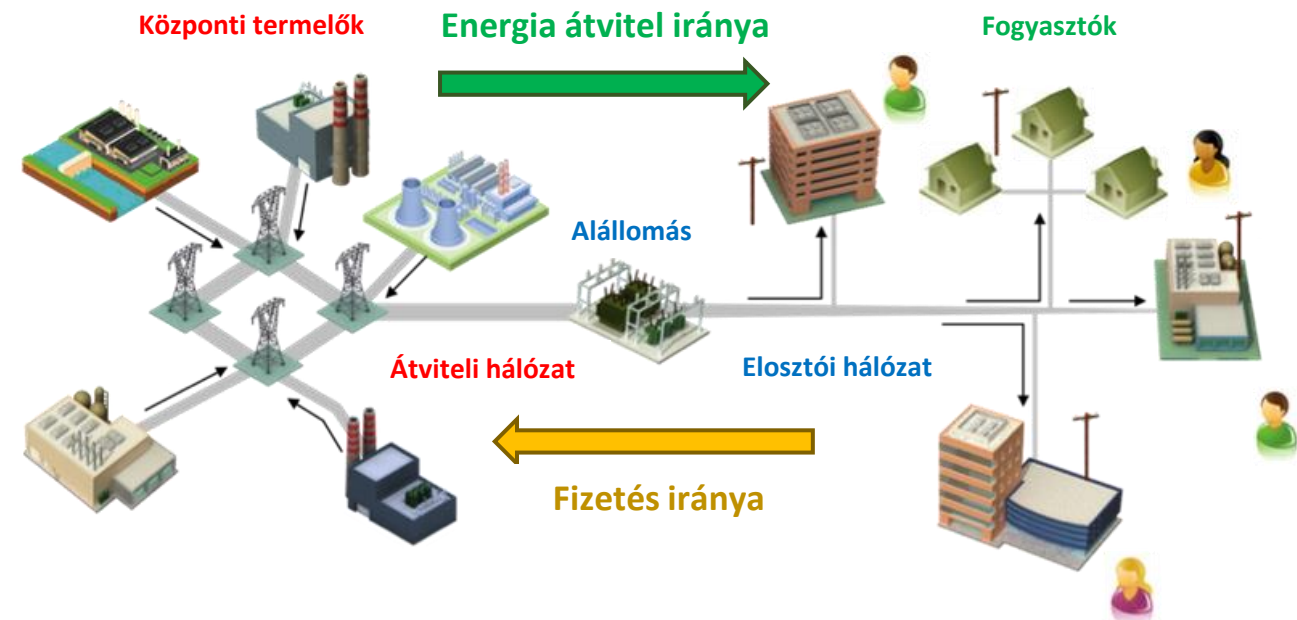 Központi termelők
Energia átvitel iránya
Fogyasztók
Alállomás
Átviteli hálózat
Elosztói hálózat
Fizetés iránya